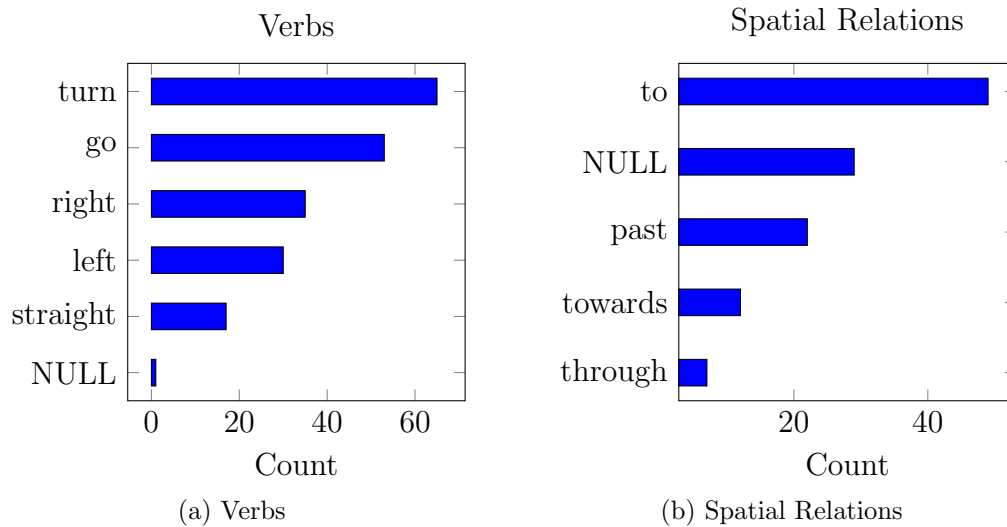 Verbs
turn
go
right
left
straight
NULL
0 20 40 60
Count
(a) Verbs
Spatial Relations
to
NULL
past
towards
through
20 40
Count
(b) Spatial Relations